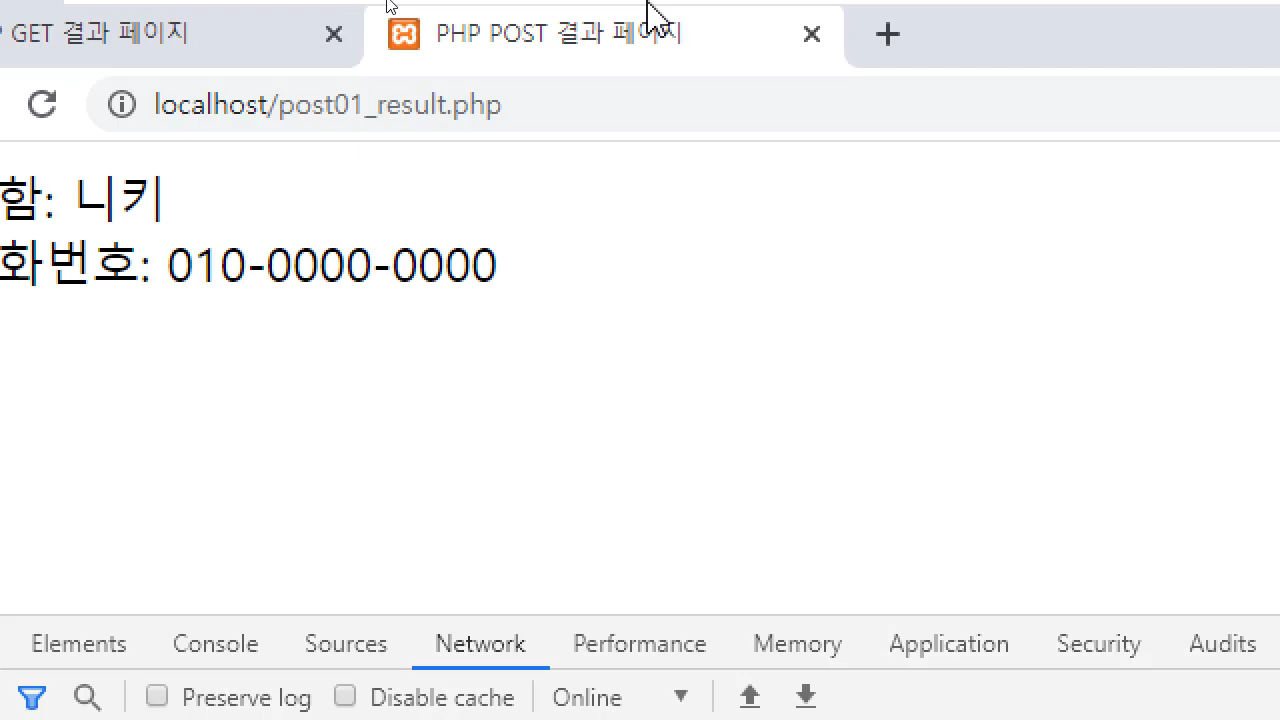 GET 결과 페이지
PHP POST 결과 페이지
localhost/post01_result.php
함: 니키
화번호: 010-0000-0000
Elements Console Sources Network Performance Memory Application Security Audits
Preserve log Disable cache Online